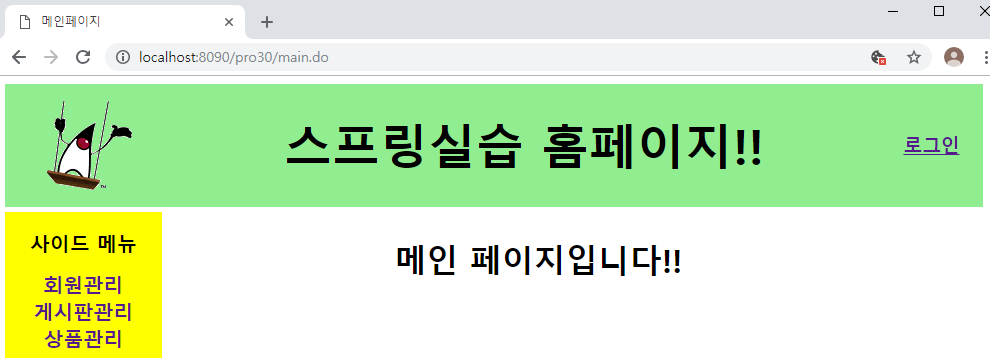 메인페이지
localhost:8090/pro30/main.do
스프링실습 홈페이지!!
로그인
사이드 메뉴
회원관리
게시판관리
상품관리
메인 페이지입니다!!